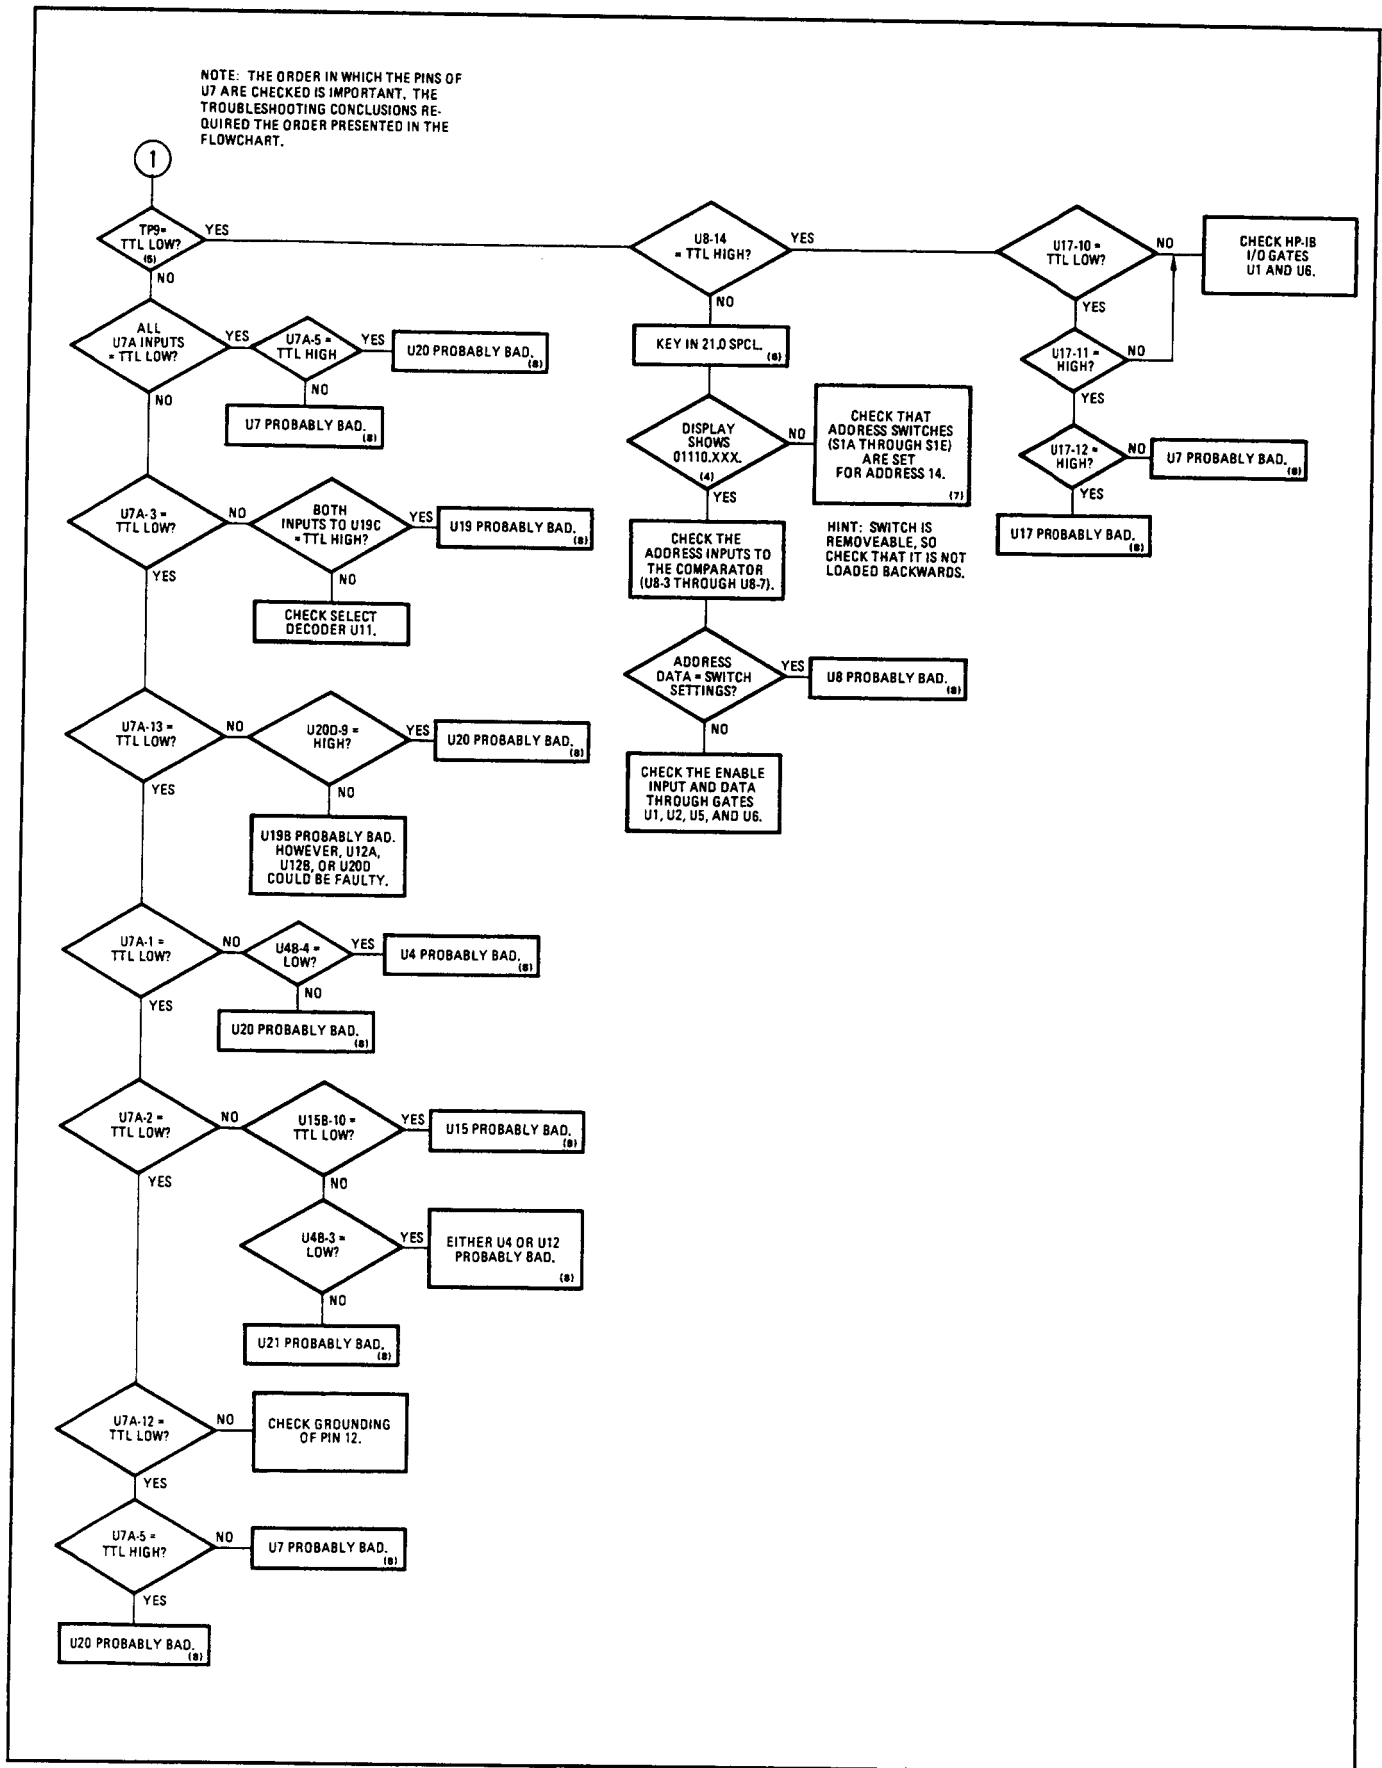 NOTE: THE ORDER IN WHICH THE PINS OF
U7 ARE CHECKED IS IMPORTANT. THE
TROUBLESHOOTING CONCLUSIONS RE-
QUIRED THE ORDER PRESENTED IN THE
FLOWCHART.
1
TP9=
TTL LOW?
(5)
YES
NO
U8-14
= TTL HIGH?
YES
NO
U17-10 =
TTL LOW?
NO
YES
CHECK HP-IB
I/O GATES
U1 AND U6.
ALL
U7A INPUTS
= TTL LOW?
YES
NO
U7A-5 =
TTL HIGH
YES
NO
U20 PROBABLY BAD.
(8)
U7 PROBABLY BAD.
(8)
KEY IN 21.0 SPCL.
(6)
U17-11 =
HIGH?
NO
YES
DISPLAY
SHOWS
01110.XXX.
(4)
NO
YES
CHECK THAT
ADDRESS SWITCHES
(S1A THROUGH S1E)
ARE SET
FOR ADDRESS 14.
(7)
HINT: SWITCH IS
REMOVEABLE, SO
CHECK THAT IT IS NOT
LOADED BACKWARDS.
U17-12 =
HIGH?
NO
YES
U7 PROBABLY BAD.
(8)
U17 PROBABLY BAD.
(8)
U7A-3 =
TTL LOW?
NO
YES
BOTH
INPUTS TO U19C
= TTL HIGH?
YES
NO
U19 PROBABLY BAD.
(8)
CHECK SELECT
DECODER U11.
CHECK THE
ADDRESS INPUTS TO
THE COMPARATOR
(U8-3 THROUGH U8-7).
ADDRESS
DATA = SWITCH
SETTINGS?
YES
NO
U8 PROBABLY BAD.
(8)
CHECK THE ENABLE
INPUT AND DATA
THROUGH GATES
U1, U2, U5, AND U6.
U7A-13 =
TTL LOW?
NO
YES
U20D-9 =
HIGH?
YES
NO
U20 PROBABLY BAD.
(8)
U19B PROBABLY BAD.
HOWEVER, U12A,
U12B, OR U20D
COULD BE FAULTY.
U7A-1 =
TTL LOW?
NO
YES
U4B-4 =
LOW?
YES
NO
U4 PROBABLY BAD.
(8)
U20 PROBABLY BAD.
(8)
U7A-2 =
TTL LOW?
NO
YES
U15B-10 =
TTL LOW?
YES
NO
U15 PROBABLY BAD.
(8)
U4B-3 =
LOW?
YES
NO
EITHER U4 OR U12
PROBABLY BAD.
(8)
U21 PROBABLY BAD.
(8)
U7A-12 =
TTL LOW?
NO
YES
CHECK GROUNDING
OF PIN 12.
U7A-5 =
TTL HIGH?
NO
YES
U7 PROBABLY BAD.
(8)
U20 PROBABLY BAD.
(8)